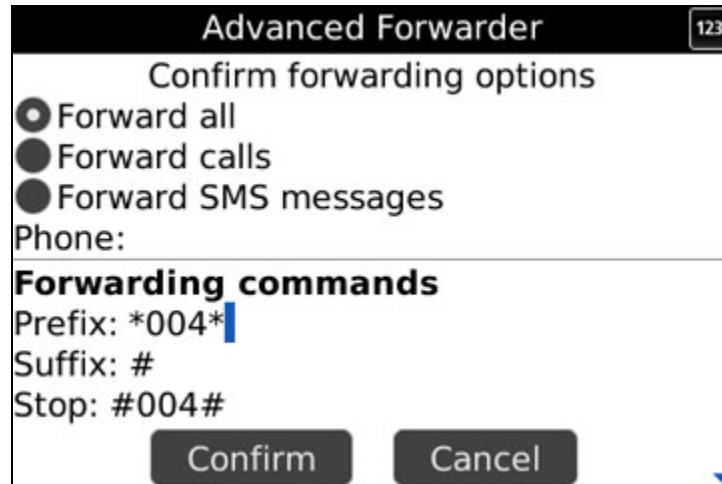 Advanced Forwarder
123
Confirm forwarding options
Forward all
Forward calls
Forward SMS messages
Phone:
Forwarding commands
Prefix: *004*
Suffix: #
Stop: #004#
Confirm Cancel